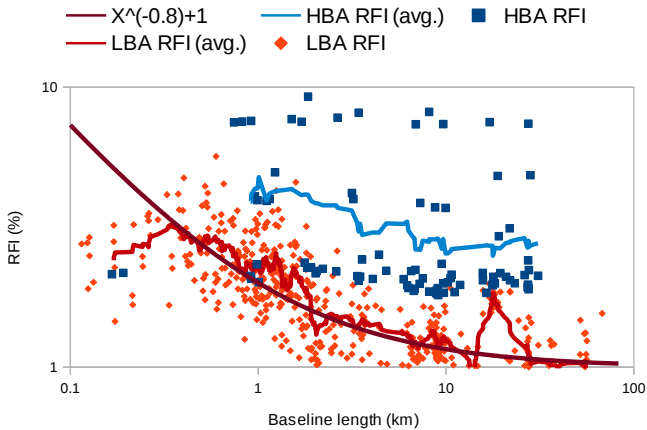 X^(-0.8)+1 HBA RFI (avg.) HBA RFI
LBA RFI (avg.) LBA RFI
10
RFI (%)
1
0.1 1 10 100
Baseline length (km)